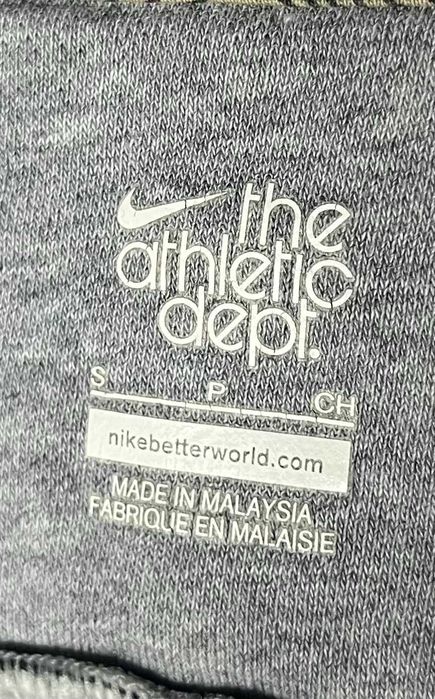 the
athletic
dept.
S P CH
nikebetterworld.com
MADE IN MALAYSIA
FABRIQUE EN MALAISIE